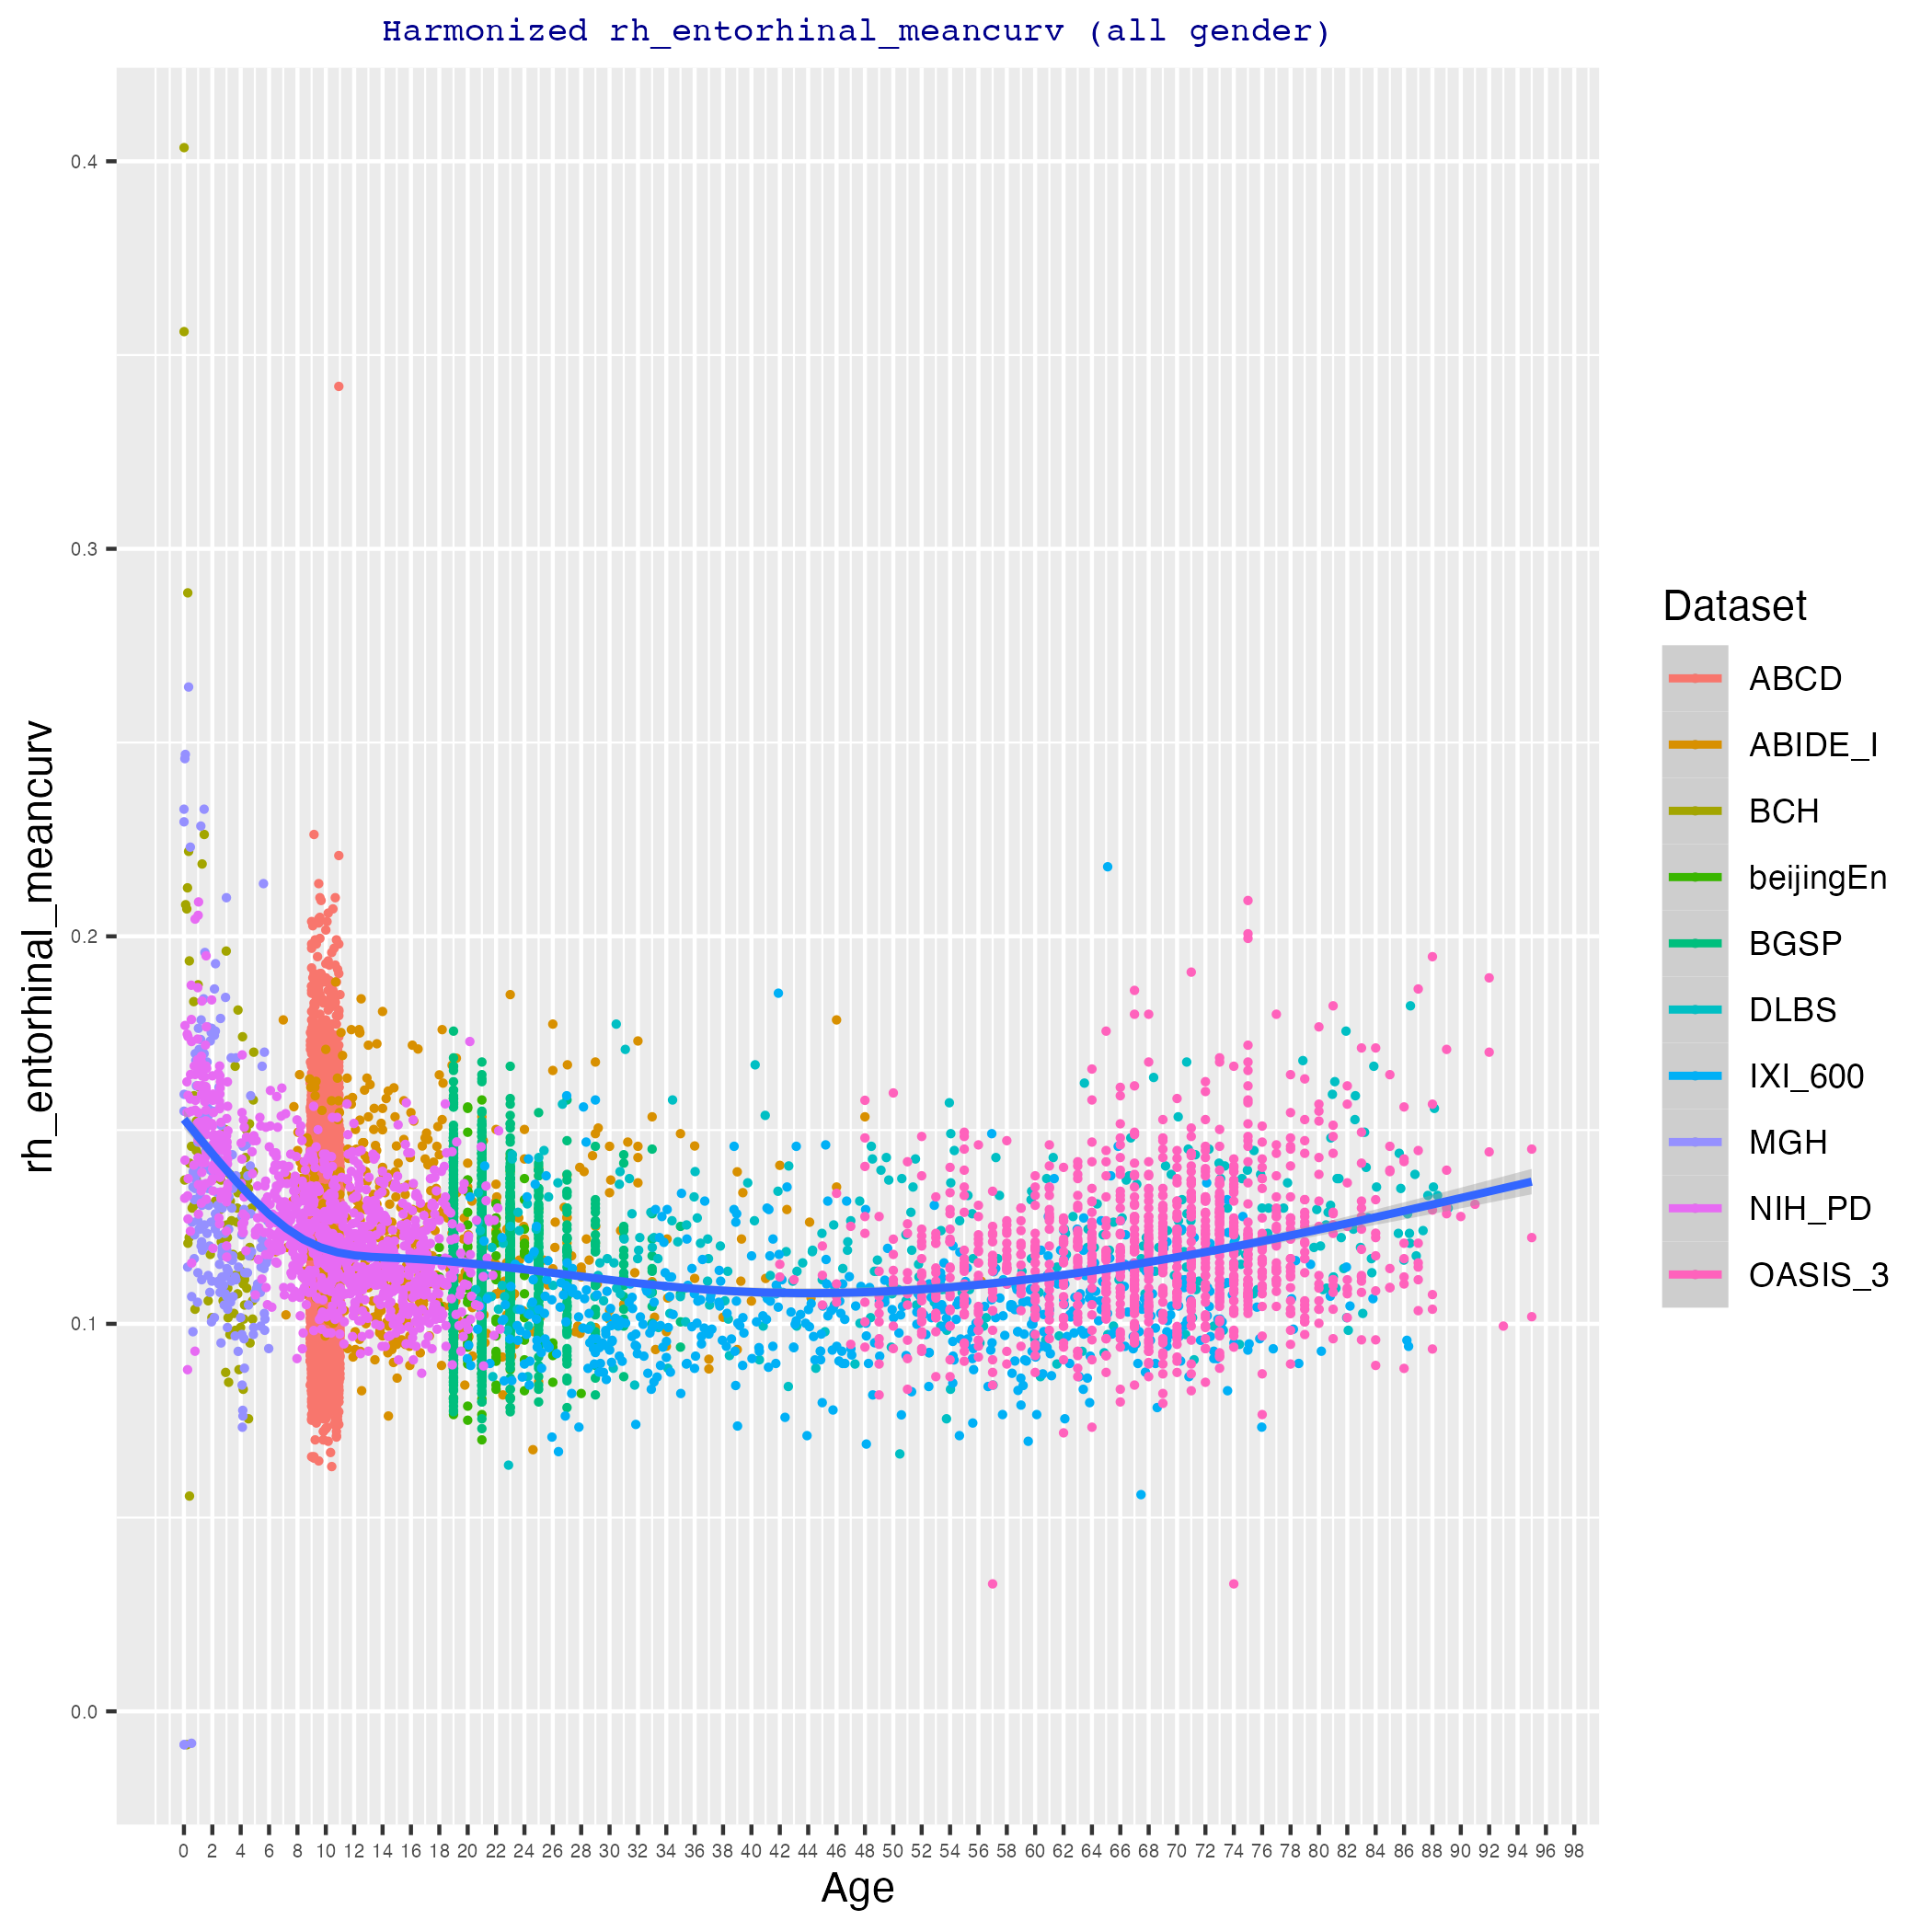 Harmonized rh_entorhinal_meancurv (all gender)
rh_entorhinal_meancurv
0.4
0.3
0.2
0.1
0.0
0 2 4 6 8 10 12 14 16 18 20 22 24 26 28 30 32 34 36 38 40 42 44 46 48 50 52 54 56 58 60 62 64 66 68 70 72 74 76 78 80 82 84 86 88 90 92 94 96 98
Age
Dataset
ABCD
ABIDE_I
BCH
beijingEn
BGSP
DLBS
IXI_600
MGH
NIH_PD
OASIS_3